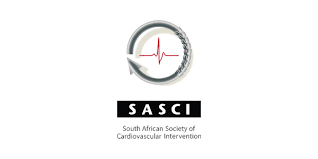 SASCI
South African Society of
Cardiovascular Intervention